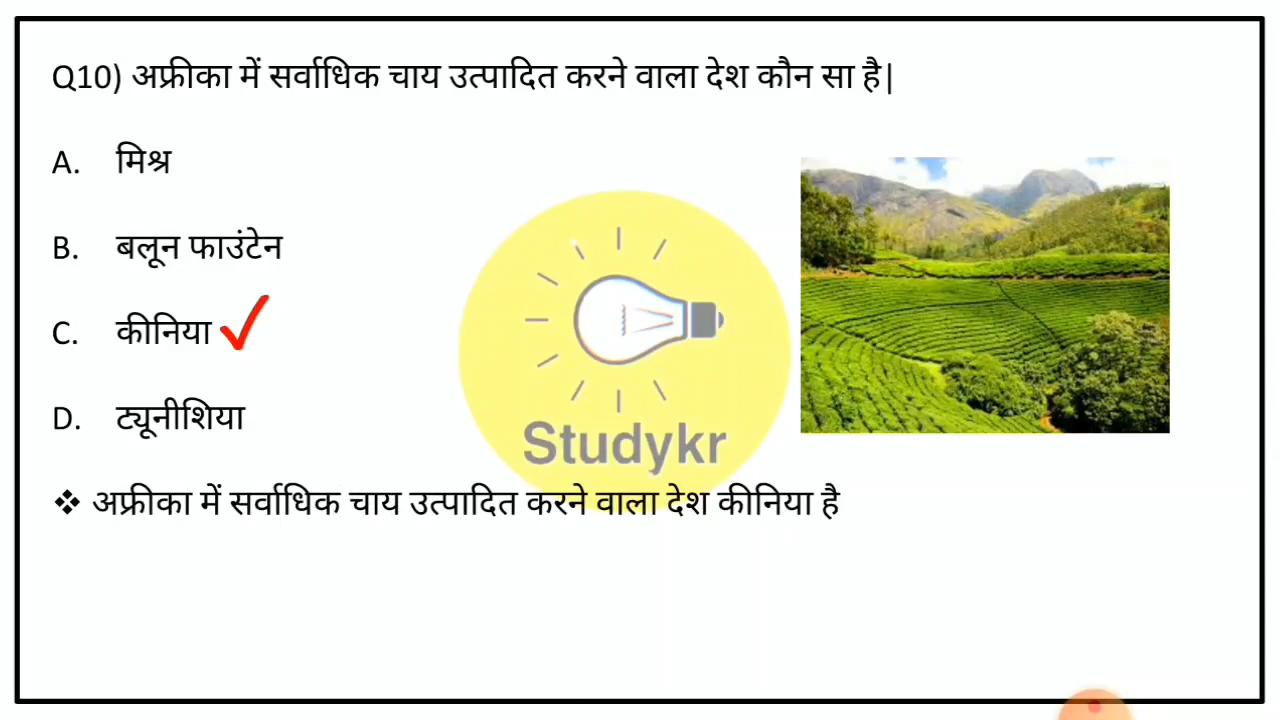 Q10) अफ्रीका में सर्वाधिक चाय उत्पादित करने वाला देश कौन सा है|
A. मिश्र
B. बलून फाउंटेन
C. कीनिया
D. ट्यूनीशिया
Studykr
❖ अफ्रीका में सर्वाधिक चाय उत्पादित करने वाला देश कीनिया है